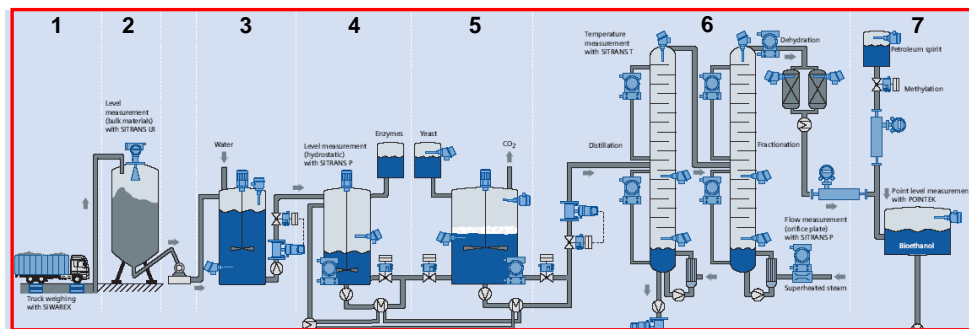 1
2
3
4
5
6
7
Level
measurement
(bulk materials)
with SITRANS LR
Truck weighing
with SIWAREX
Water
Level measurement
(hydrostatic)
with SITRANS P
Enzymes
Yeast
CO2
Temperature
measurement
with SITRANS T
Distillation
Dehydration
Fractionation
Flow measurement
(orifice plate)
with SITRANS P
Superheated steam
Petroleum spirit
Methylation
Point level measurement
with POINTEK
Bioethanol
M
M